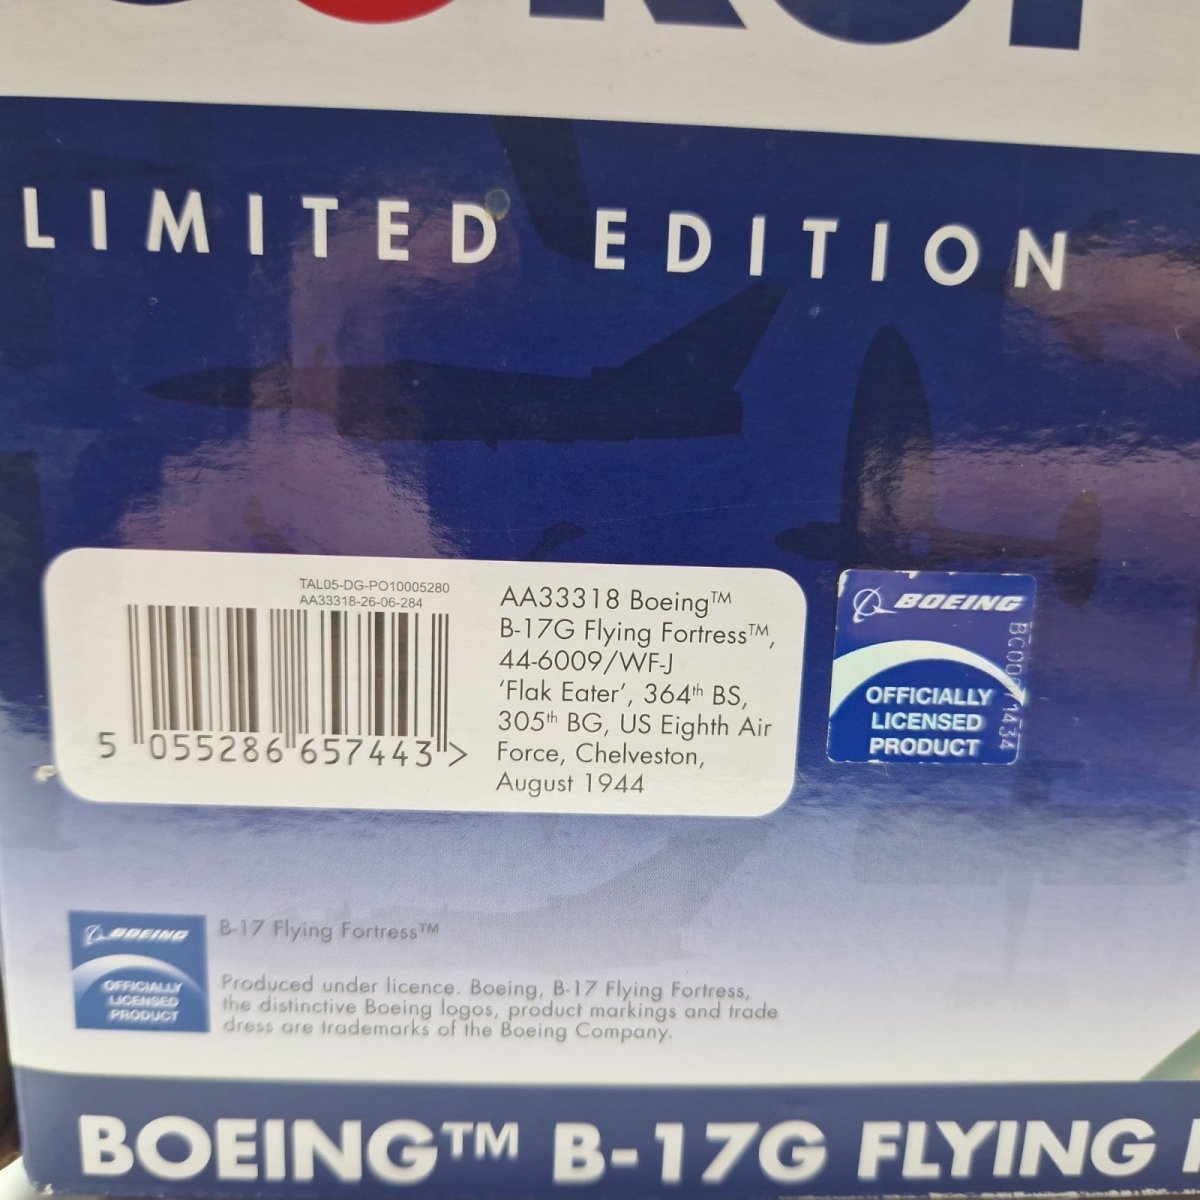 LIMITED EDITION
TAL05-DG-PO10005280
AA33318-26-06-284
5 055286 657443 >
AA33318 Boeing™
B-17G Flying Fortress™,
44-6009/WF-J
‘Flak Eater’, 364th BS,
305th BG, US Eighth Air
Force, Chelveston,
August 1944
BOEING
OFFICIALLY
LICENSED
PRODUCT
BOEING
OFFICIALLY
LICENSED
PRODUCT
B-17 Flying Fortress™
Produced under licence. Boeing, B-17 Flying Fortress,
the distinctive Boeing logos, product markings and trade
dress are trademarks of the Boeing Company.
BOEING™ B-17G FLYING